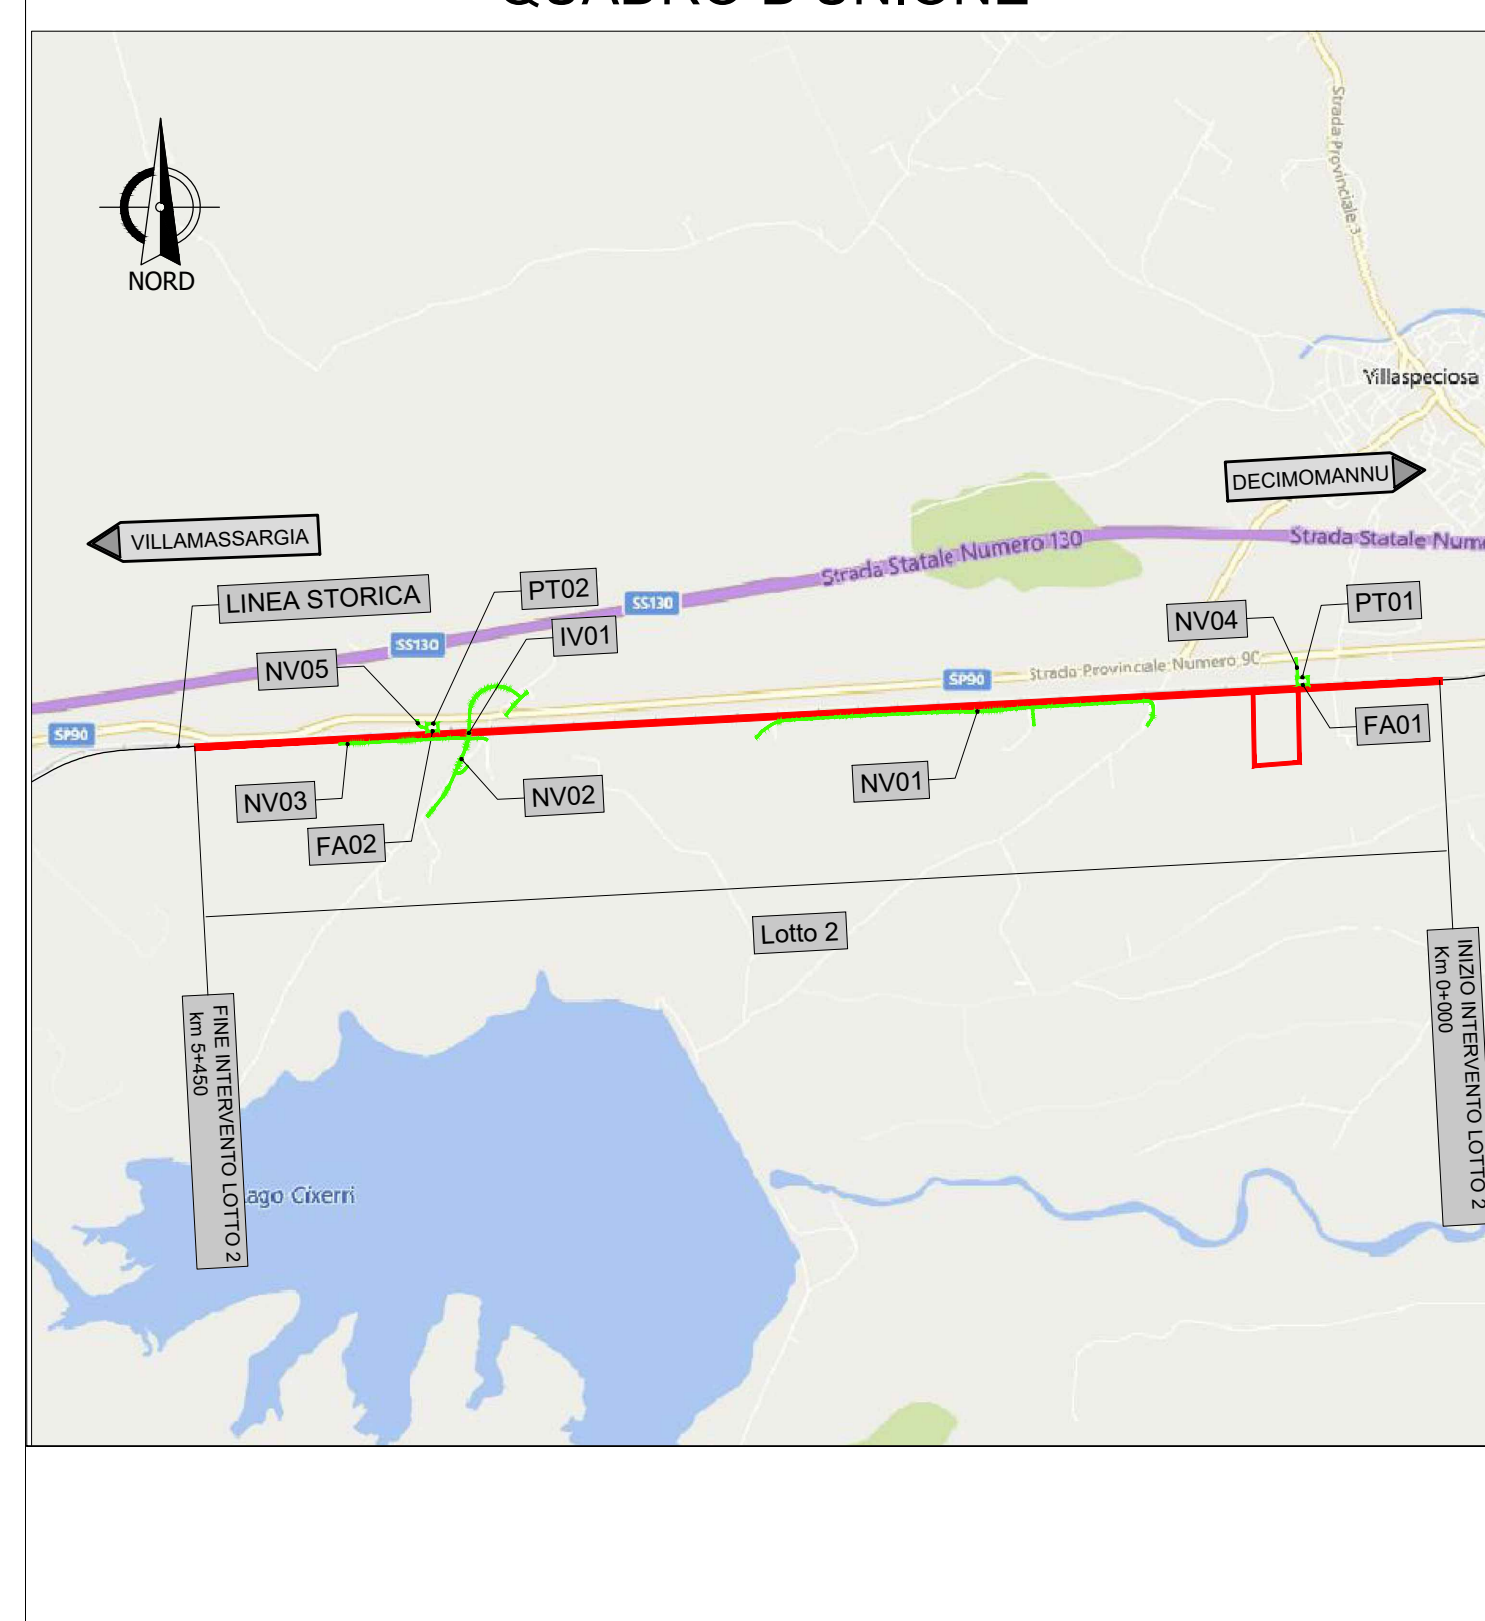 QUADRO D'UNIONE
NORD
Strada Provinciale 3
Villaspeciosa
DECIMOMANNU
VILLAMASSARGIA
Strada Statale Numero 130
Strada Statale Num
LINEA STORICA
PT02
SS130
PT01
NV04
IV01
SS130
NV05
SP90
Strada Provinciale Numero 90
SP90
FA01
NV03
NV02
NV01
FA02
Lotto 2
INIZIO INTERVENTO LOTTO 2
Km 0+000
FINE INTERVENTO LOTTO 2
km 5+450
ago Cixerri